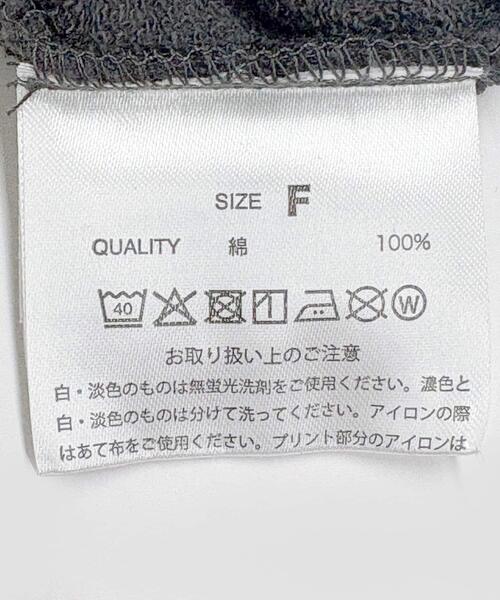 SIZE F
QUALITY 綿 100%
40 W
お取り扱い上のご注意
白・淡色のものは無蛍光洗剤をご使用ください。濃色と
白・淡色のものは分けて洗ってください。アイロンの際
はあて布をご使用ください。プリント部分のアイロンは